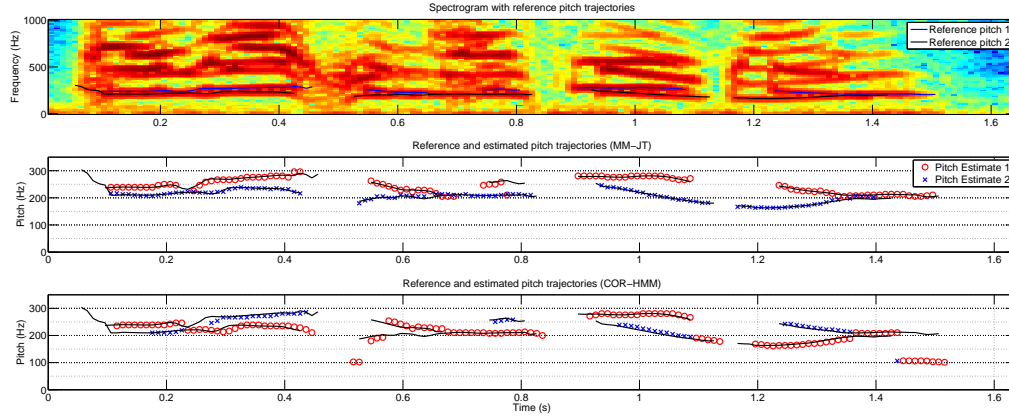 Spectrogram with reference pitch trajectories
Frequency (Hz)
1000
500
0
Reference pitch 1
Reference pitch 2
0.2 0.4 0.6 0.8 1 1.2 1.4 1.6
Reference and estimated pitch trajectories (MM−JT)
Pitch (Hz)
300
200
100
0
Pitch Estimate 1
Pitch Estimate 2
0 0.2 0.4 0.6 0.8 1 1.2 1.4 1.6
Reference and estimated pitch trajectories (COR−HMM)
Pitch (Hz)
300
200
100
0
0 0.2 0.4 0.6 0.8 1 1.2 1.4 1.6
Time (s)